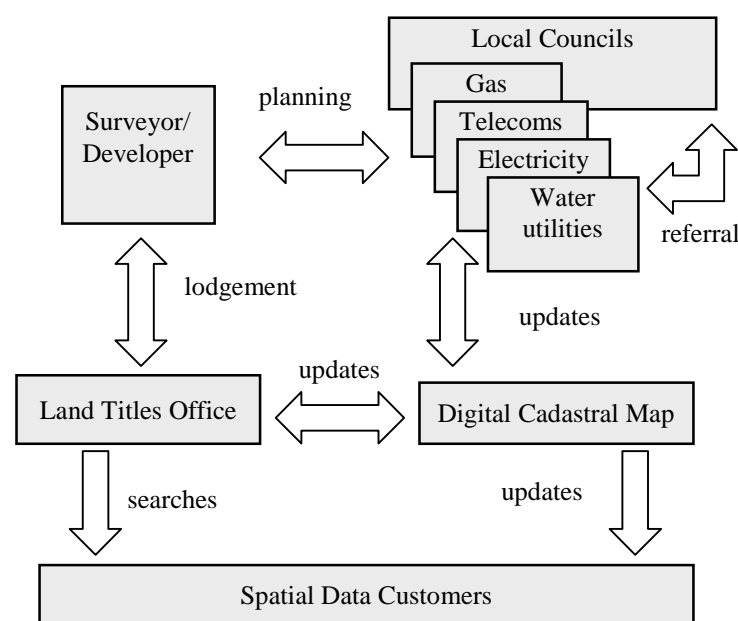 Local Councils
Gas
planning
Surveyor/
Developer
Telecoms
Electricity
Water
utilities
referral
lodgement
updates
updates
Land Titles Office
Digital Cadastral Map
searches
updates
Spatial Data Customers